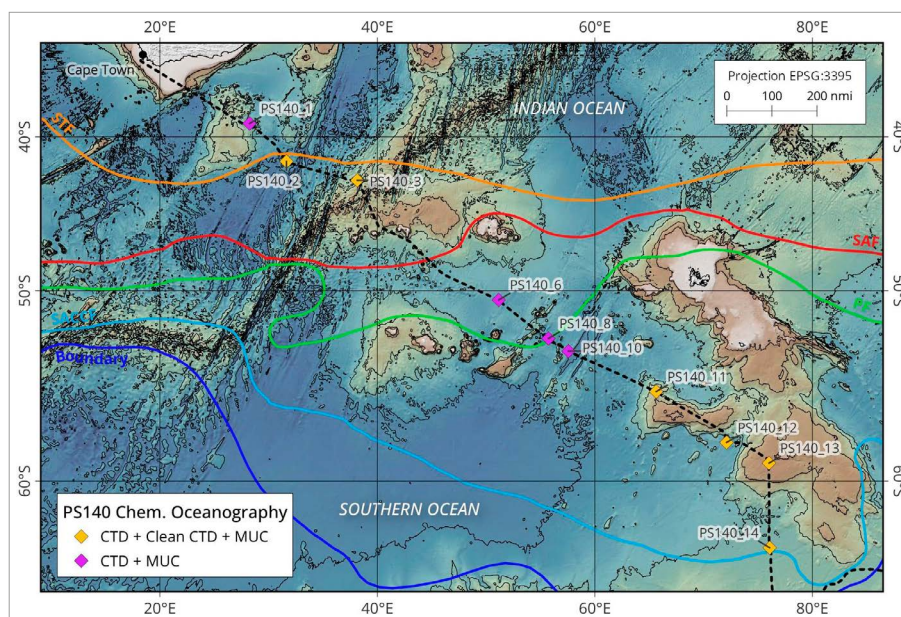 20°E 40°E 60°E 80°E
Cape Town
PS140_1
INDIAN OCEAN
Projection EPSG:3395
0 100 200 nmi
40°S
40°S
STF
PS140_2
PS140_3
SAF
50°S
50°S
PS140_6
PF
SACCF
Boundary
PS140_8
PS140_10
PS140_11
PS140_12
PS140_13
60°S
60°S
SOUTHERN OCEAN
PS140_14
PS140 Chem. Oceanography
CTD + Clean CTD + MUC
CTD + MUC
20°E 40°E 60°E 80°E